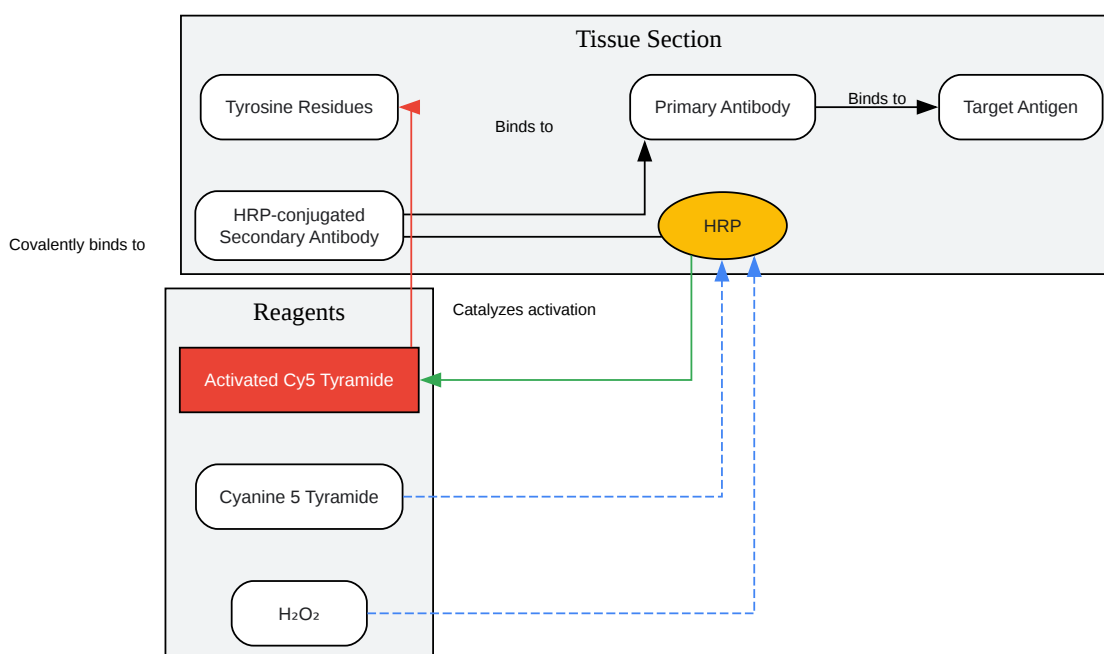 Tissue Section
Tyrosine Residues
Primary Antibody
Binds to
Target Antigen
Binds to
HRP-conjugated
Secondary Antibody
HRP
Covalently binds to
Reagents
Catalyzes activation
Activated Cy5 Tyramide
Cyanine 5 Tyramide
H₂O₂